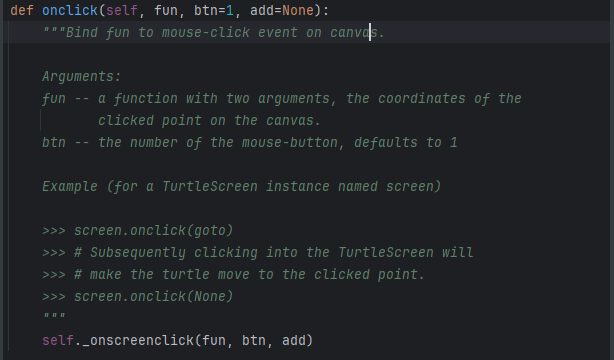 def onclick(self, fun, btn=1, add=None):
"""Bind fun to mouse-click event on canvas.
Arguments:
fun -- a function with two arguments, the coordinates of the
clicked point on the canvas.
btn -- the number of the mouse-button, defaults to 1
Example (for a TurtleScreen instance named screen)
>>> screen.onclick(goto)
>>> # Subsequently clicking into the TurtleScreen will
>>> # make the turtle move to the clicked point.
>>> screen.onclick(None)
"""
self._onscreenclick(fun, btn, add)